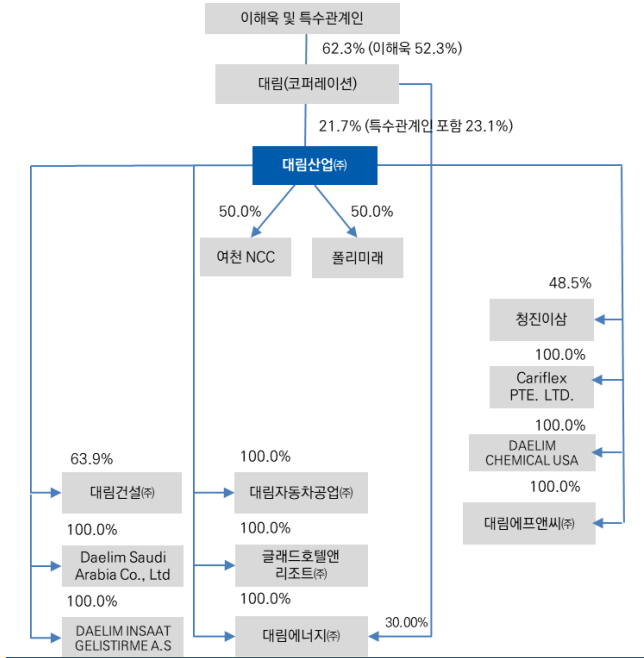 이해욱 및 특수관계인
62.3% (이해욱 52.3%)
대림(코퍼레이션)
21.7% (특수관계인 포함 23.1%)
대림산업㈜
50.0%
50.0%
여천 NCC
폴리미래
48.5%
청진이삼
100.0%
Cariflex
PTE. LTD.
100.0%
DAELIM
CHEMICAL USA
100.0%
대림에프앤씨㈜
63.9%
대림건설㈜
100.0%
Daelim Saudi
Arabia Co., Ltd
100.0%
DAELIM INSAAT
GELISTIRME A.S
100.0%
대림자동차공업㈜
100.0%
글래드호텔앤
리조트㈜
100.0%
대림에너지㈜
30.00%